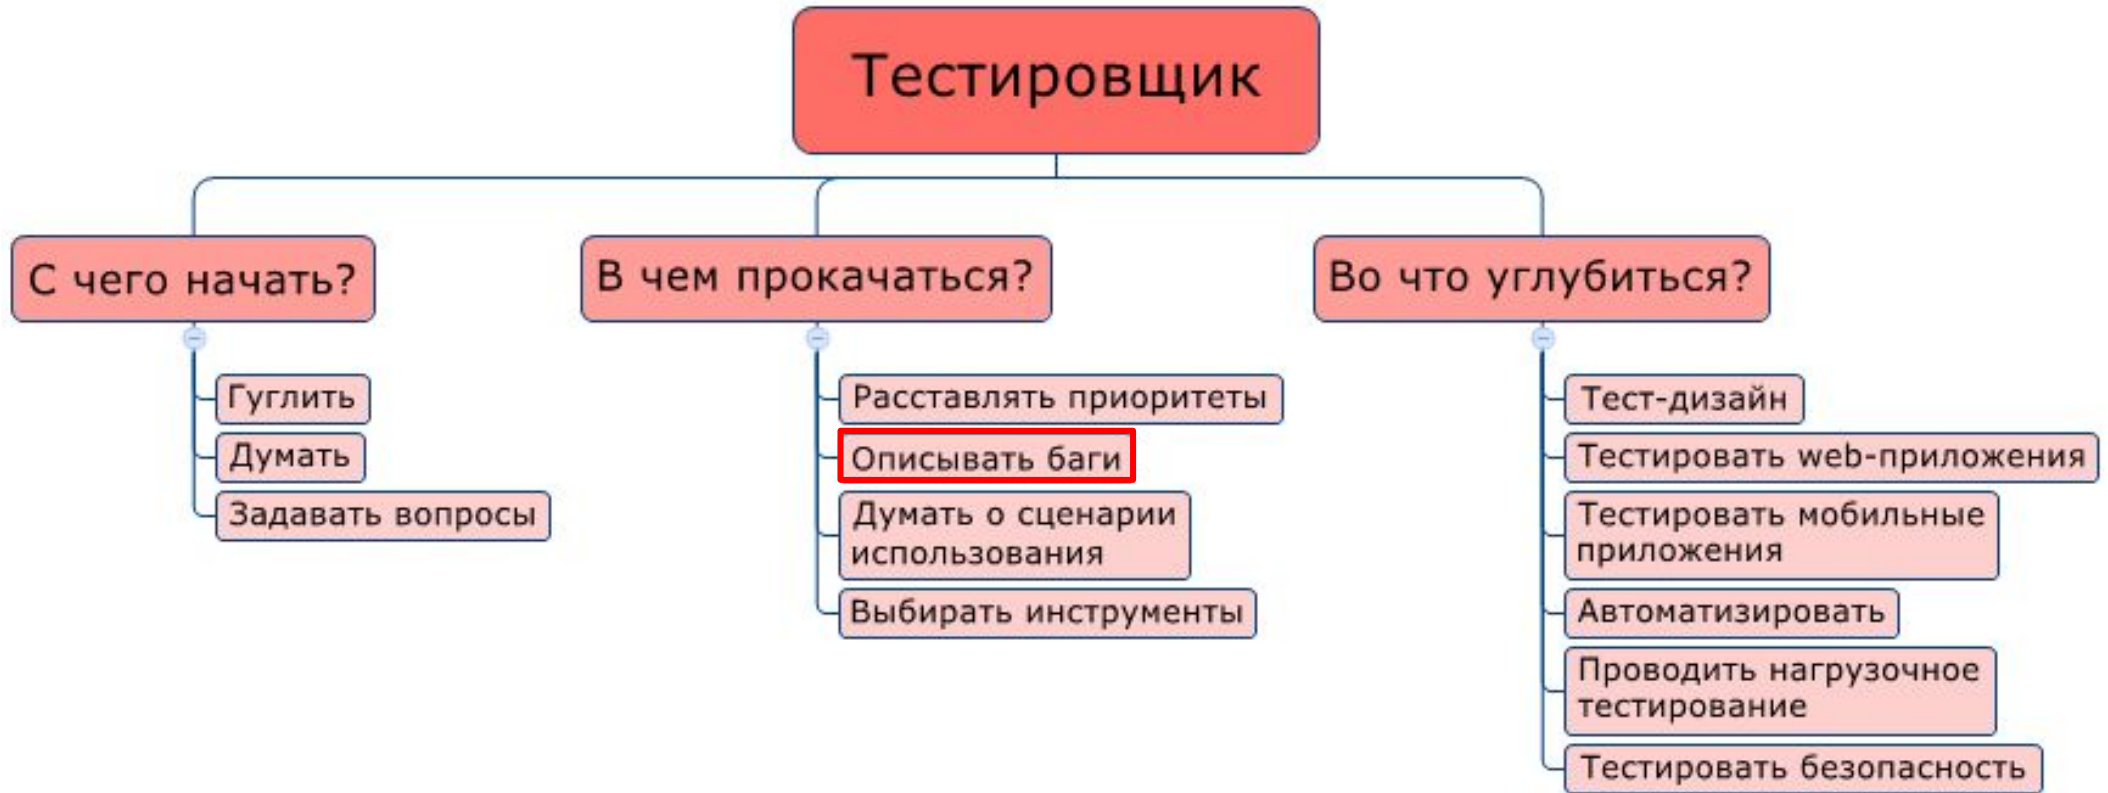 Тестировщик
С чего начать?
Гуглить
Думать
Задавать вопросы
В чем прокачаться?
Расставлять приоритеты
Описывать баги
Думать о сценарии
использования
Выбирать инструменты
Во что углубиться?
Тест-дизайн
Тестировать web-приложения
Тестировать мобильные
приложения
Автоматизировать
Проводить нагрузочное
тестирование
Тестировать безопасность